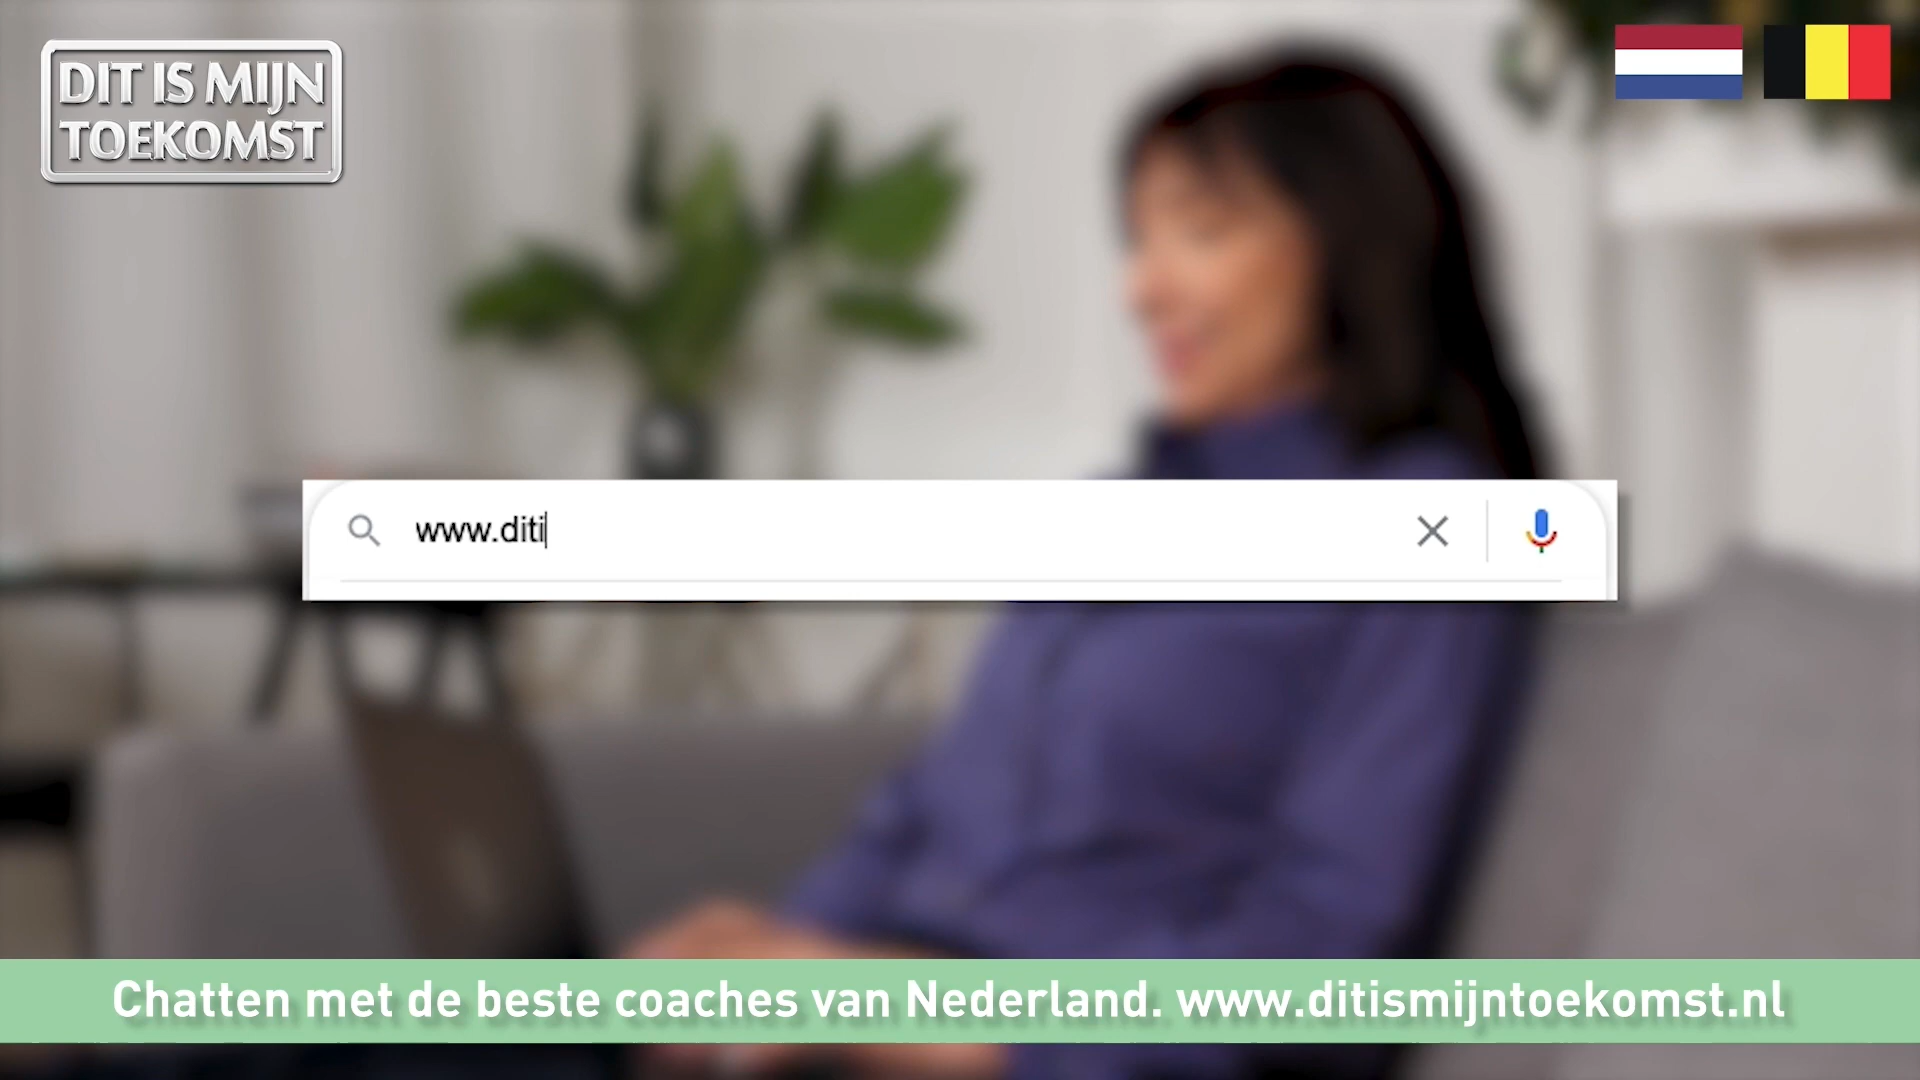 DIT IS MIJN
TOEKOMST
www.diti
Chatten met de beste coaches van Nederland. www.ditismijntoekomst.nl